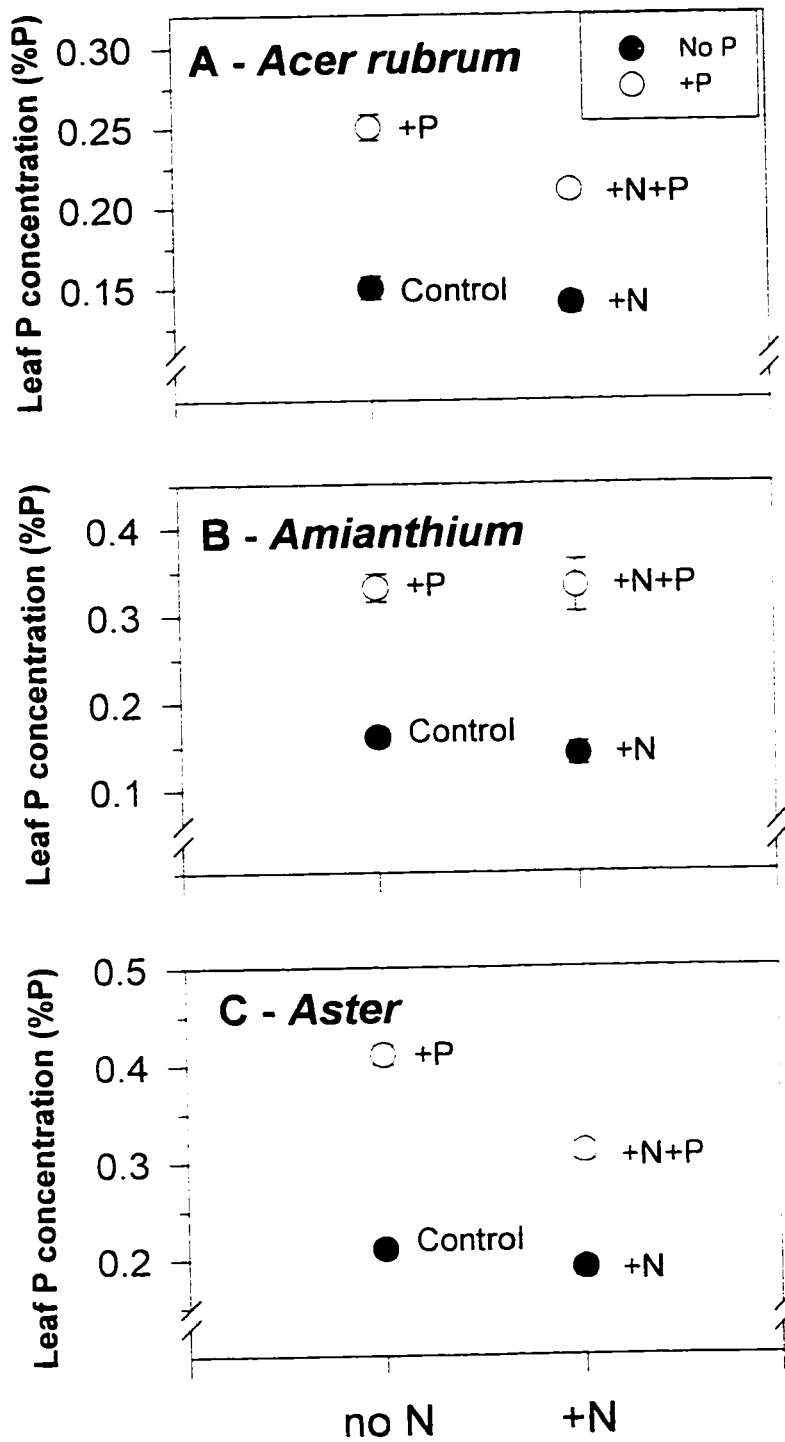 Leaf P concentration (%P)
0.30
0.25
0.20
0.15
A - Acer rubrum
No P
+P
+P
+N+P
Control
+N
Leaf P concentration (%P)
0.4
0.3
0.2
0.1
B - Amianthium
+P
+N+P
Control
+N
Leaf P concentration (%P)
0.5
0.4
0.3
0.2
C - Aster
+P
+N+P
Control
+N
no N
+N